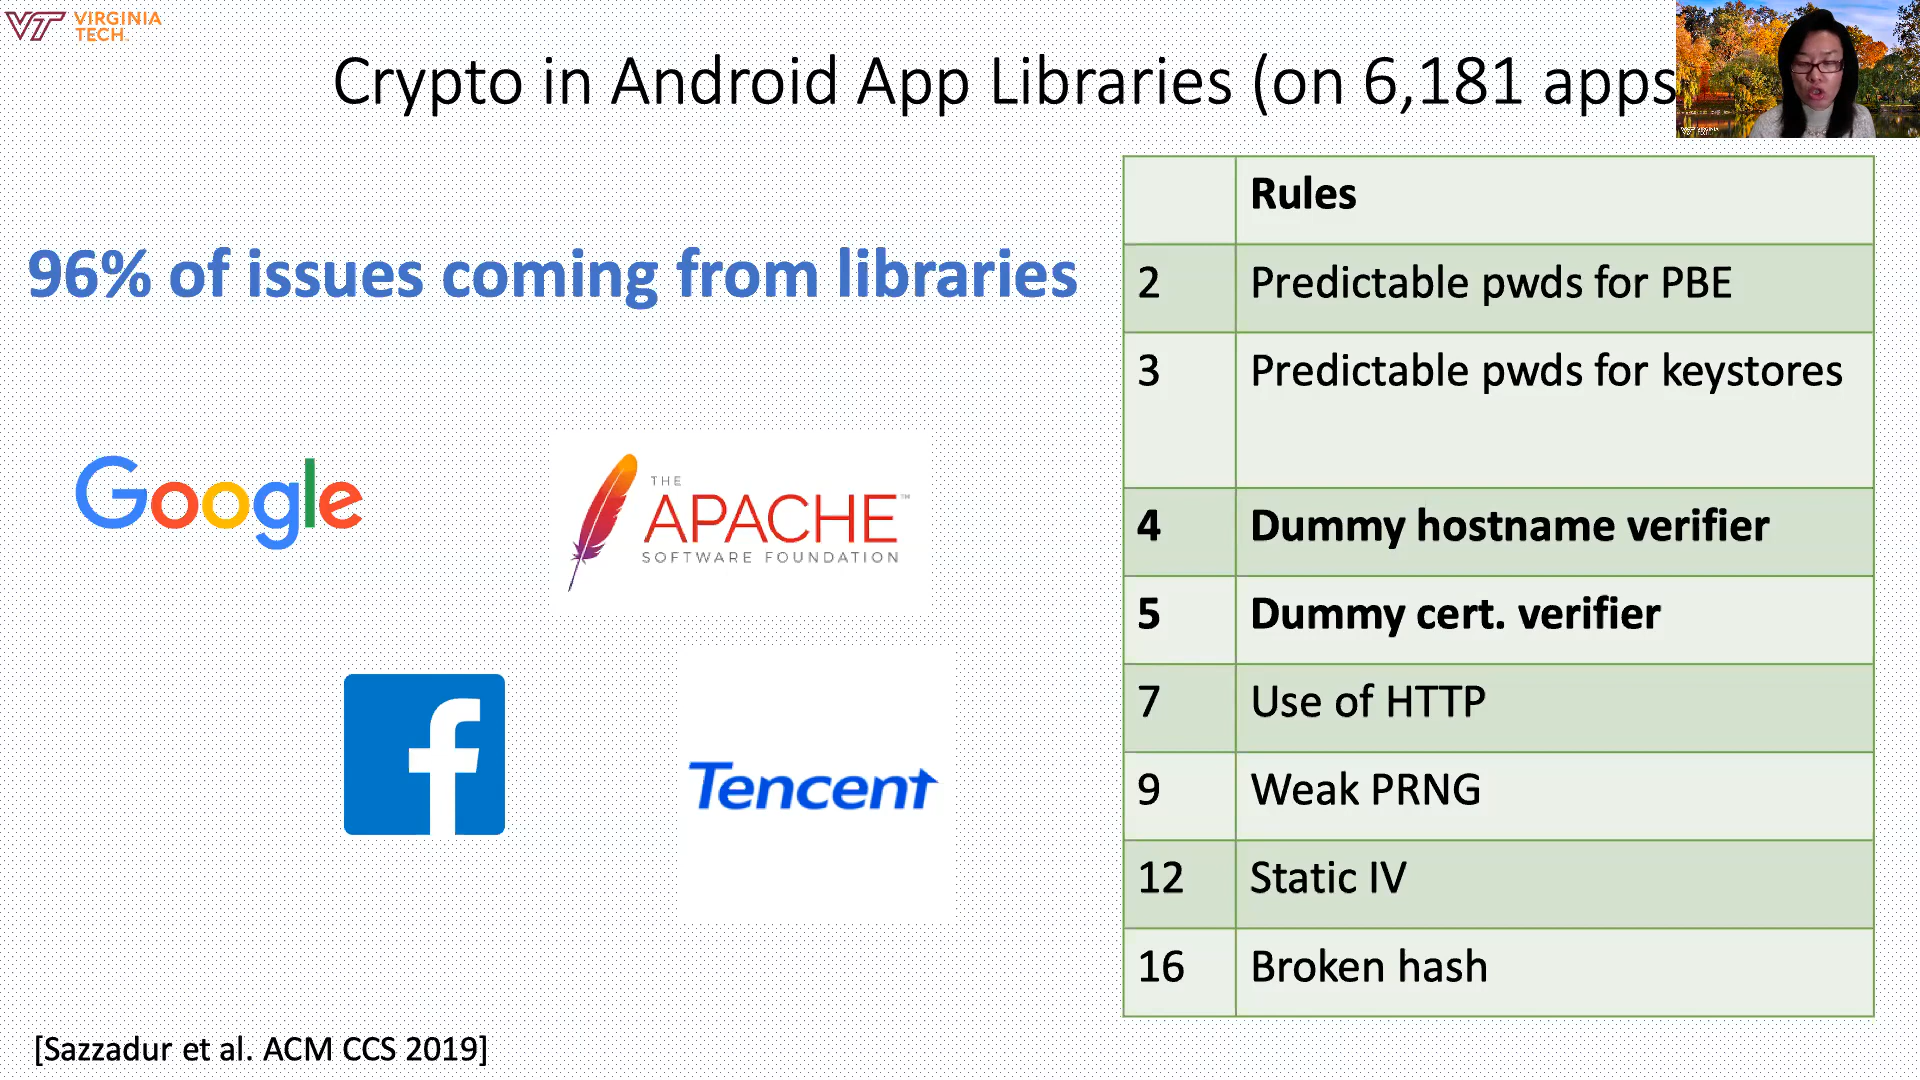 VIRGINIA
TECH.
Crypto in Android App Libraries (on 6,181 apps
96% of issues coming from libraries
Google
THE
APACHE™
SOFTWARE FOUNDATION
f
Tencent
Rules
2 Predictable pwds for PBE
3 Predictable pwds for keystores
4 Dummy hostname verifier
5 Dummy cert. verifier
7 Use of HTTP
9 Weak PRNG
12 Static IV
16 Broken hash
[Sazzadur et al. ACM CCS 2019]